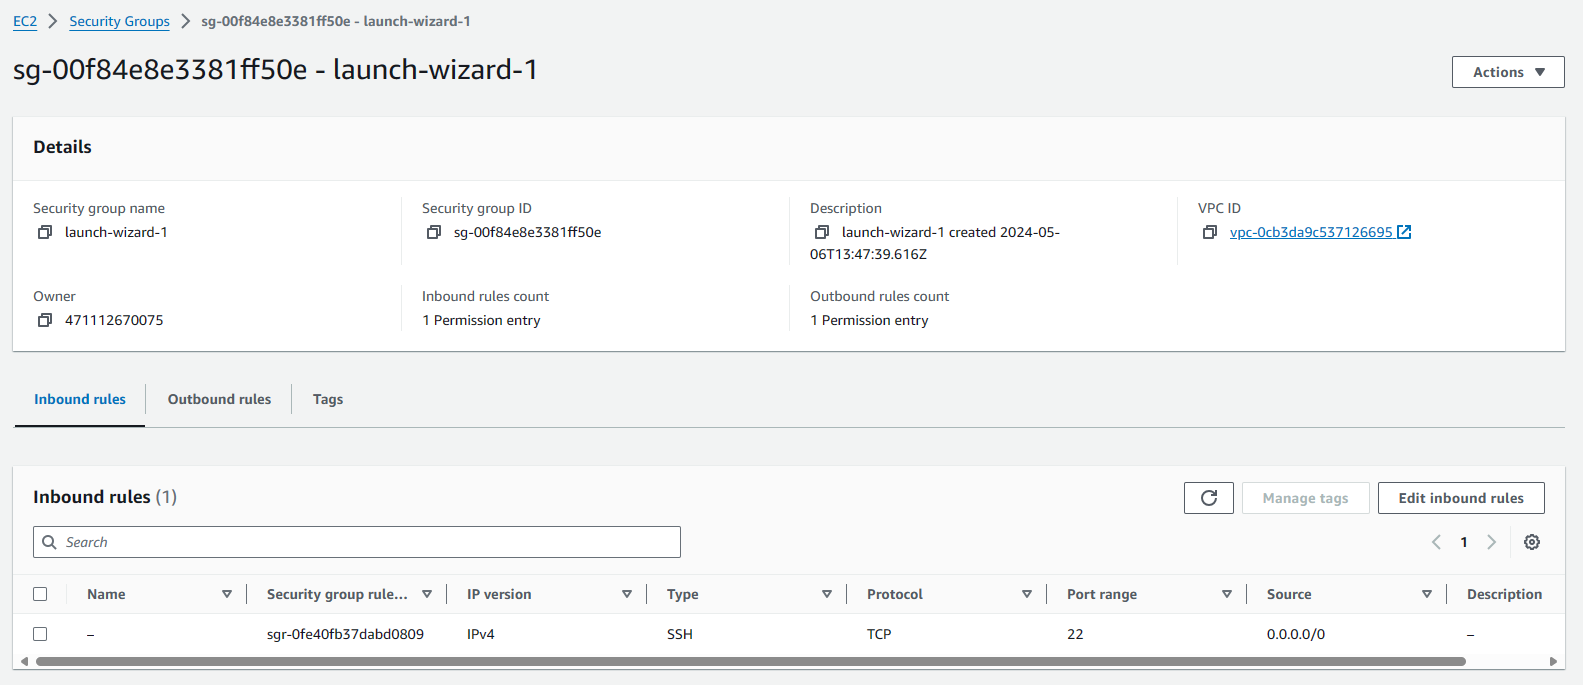 EC2 > Security Groups > sg-00f84e8e3381ff50e - launch-wizard-1
sg-00f84e8e3381ff50e - launch-wizard-1
Actions
Details
Security group name
launch-wizard-1
Security group ID
sg-00f84e8e3381ff50e
Description
launch-wizard-1 created 2024-05-
06T13:47:39.616Z
VPC ID
vpc-0cb3da9c537126695
Owner
471112670075
Inbound rules count
1 Permission entry
Outbound rules count
1 Permission entry
Inbound rules Outbound rules Tags
Inbound rules (1)
Manage tags
Edit inbound rules
Search
1
Name Security group rule... IP version Type Protocol Port range Source Description
– sgr-0fe40fb37dabd0809 IPv4 SSH TCP 22 0.0.0.0/0 –